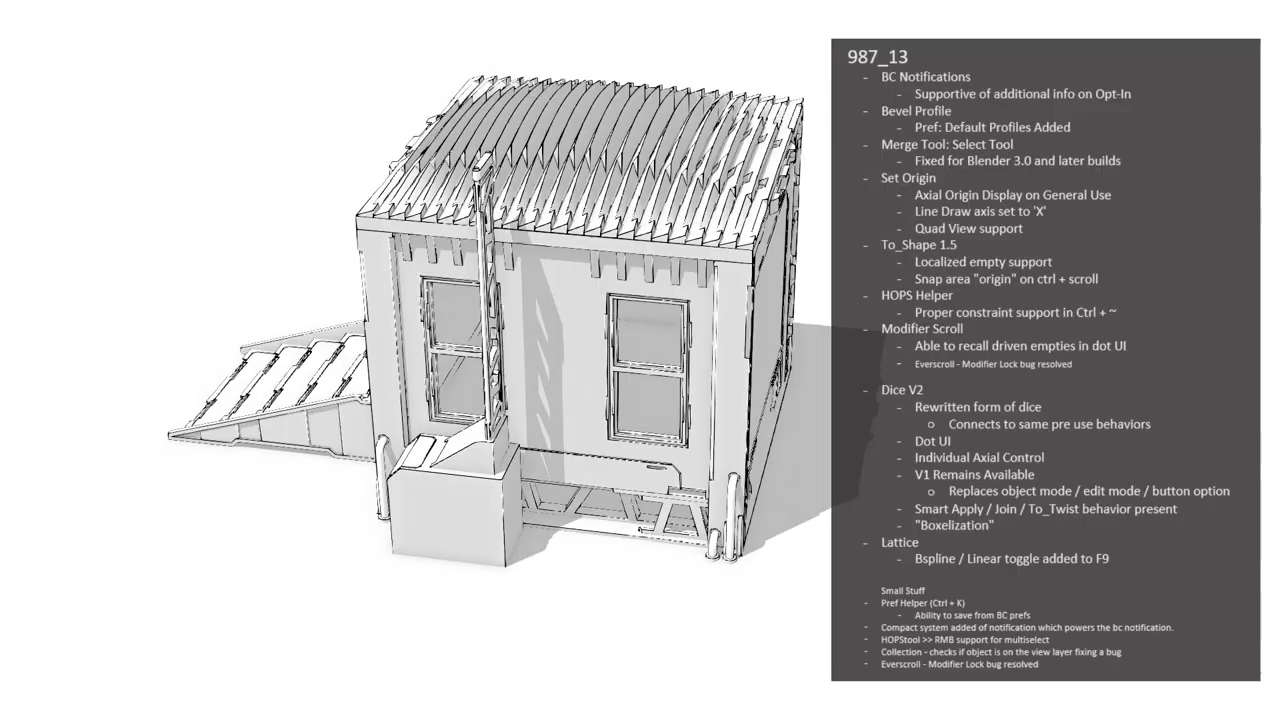 987_13
- BC Notifications
- Supportive of additional info on Opt-In
- Bevel Profile
- Pref: Default Profiles Added
- Merge Tool: Select Tool
- Fixed for Blender 3.0 and later builds
- Set Origin
- Axial Origin Display on General Use
- Line Draw axis set to 'X'
- Quad View support
- To_Shape 1.5
- Localized empty support
- Snap area "origin" on ctrl + scroll
- HOPS Helper
- Proper constraint support in Ctrl + ~
- Modifier Scroll
- Able to recall driven empties in dot UI
- Everscroll - Modifier Lock bug resolved
- Dice V2
- Rewritten form of dice
o Connects to same pre use behaviors
- Dot UI
- Individual Axial Control
- V1 Remains Available
o Replaces object mode / edit mode / button option
- Smart Apply / Join / To_Twist behavior present
- "Boxelization"
- Lattice
- Bspline / Linear toggle added to F9
Small Stuff
- Pref Helper (Ctrl + K)
- Ability to save from BC prefs
- Compact system added of notification which powers the bc notification.
- HOPStool >> RMB support for multiselect
- Collection - checks if object is on the view layer fixing a bug
- Everscroll - Modifier Lock bug resolved